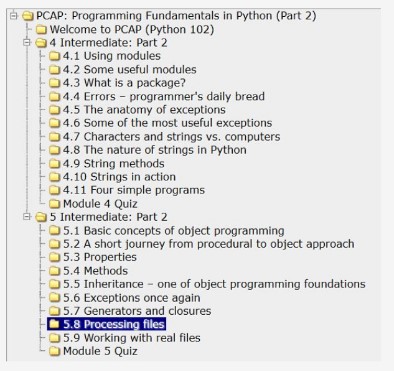 PCAP: Programming Fundamentals in Python (Part 2)
Welcome to PCAP (Python 102)
4 Intermediate: Part 2
4.1 Using modules
4.2 Some useful modules
4.3 What is a package?
4.4 Errors – programmer's daily bread
4.5 The anatomy of exceptions
4.6 Some of the most useful exceptions
4.7 Characters and strings vs. computers
4.8 The nature of strings in Python
4.9 String methods
4.10 Strings in action
4.11 Four simple programs
Module 4 Quiz
5 Intermediate: Part 2
5.1 Basic concepts of object programming
5.2 A short journey from procedural to object approach
5.3 Properties
5.4 Methods
5.5 Inheritance – one of object programming foundations
5.6 Exceptions once again
5.7 Generators and closures
5.8 Processing files
5.9 Working with real files
Module 5 Quiz